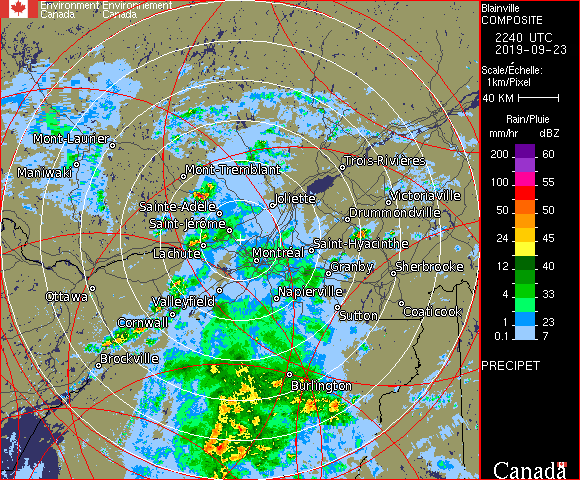 Environment Environnement
Canada Canada
Blainville
COMPOSITE
2240 UTC
2019-09-23
Scale/Échelle:
1km/Pixel
40 KM
Rain/Pluie
mm/hr dBZ
200 60
100 55
50 50
24 45
12 40
4 33
1 23
0.1 7
PRECIPET
Canada
Mont-Laurier
Maniwaki
Mont-Tremblant
Trois-Rivières
Sainte-Adèle
Joliette
Victoriaville
Drummondville
Saint-Jérôme
Lachute
Montréal
Saint-Hyacinthe
Granby
Sherbrooke
Ottawa
Valleyfield
Napierville
Cornwall
Sutton
Coaticook
Brockville
Burlington